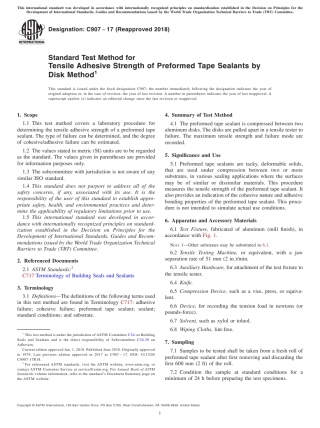 This international standard was developed in accordance with internationally recognized principles on standardization established in the Decision on Principles for the
Development of International Standards, Guides and Recommendations issued by the World Trade Organization Technical Barriers to Trade (TBT) Committee.
Designation: C907 − 17 (Reapproved 2018)
INTERNATIONAL
Standard Test Method for
Tensile Adhesive Strength of Preformed Tape Sealants by
Disk Method1
This standard is issued under the fixed designation C907; the number immediately following the designation indicates the year of
original adoption or, in the case of revision, the year of last revision. A number in parentheses indicates the year of last reapproval. A
superscript epsilon (ε) indicates an editorial change since the last revision or reapproval.
1. Scope
1.1 This test method covers a laboratory procedure for
determining the tensile adhesive strength of a preformed tape
sealant. The type of failure can be determined, and the degree
of cohesive/adhesive failure can be estimated.
1.2 The values stated in metric (SI) units are to be regarded
as the standard. The values given in parentheses are provided
for information purposes only.
1.3 The subcommittee with jurisdiction is not aware of any
similar ISO standard.
1.4 This standard does not purport to address all of the
safety concerns, if any, associated with its use. It is the
responsibility of the user of this standard to establish appro-
priate safety, health, and environmental practices and deter-
mine the applicability of regulatory limitations prior to use.
1.5 This international standard was developed in accor-
dance with internationally recognized principles on standard-
ization established in the Decision on Principles for the
Development of International Standards, Guides and Recom-
mendations issued by the World Trade Organization Technical
Barriers to Trade (TBT) Committee.
2. Referenced Documents
2.1 ASTM Standards:2
C717 Terminology of Building Seals and Sealants
3. Terminology
3.1 Definitions—The definitions of the following terms used
in this test method are found in Terminology C717: adhesive
failure; cohesive failure; preformed tape sealant; sealant;
standard conditions; and substrate.
1 This test method is under the jurisdiction of ASTM Committee C24 on Building
Seals and Sealants and is the direct responsibility of Subcommittee C24.30 on
Adhesion.
Current edition approved Jan. 1, 2018. Published June 2018. Originally approved
in 1979. Last previous edition approved in 2017 as C907 – 17. DOI: 10.1520/
C0907-17R18.
2 For referenced ASTM standards, visit the ASTM website, www.astm.org, or
contact ASTM Customer Service at service@astm.org. For Annual Book of ASTM
Standards volume information, refer to the standard's Document Summary page on
the ASTM website.
4. Summary of Test Method
4.1 The preformed tape sealant is compressed between two
aluminum disks. The disks are pulled apart in a tensile tester to
failure. The maximum tensile strength and failure mode are
recorded.
5. Significance and Use
5.1 Preformed tape sealants are tacky, deformable solids,
that are used under compression between two or more
substrates, in various sealing applications where the surfaces
may be of similar or dissimilar materials. This procedure
measures the tensile strength of the preformed tape sealant. It
also provides an indication of the cohesive nature and adhesive
bonding properties of the preformed tape sealant. This proce-
dure is not intended to simulate actual use conditions.
6. Apparatus and Accessory Materials
6.1 Test Fixture, fabricated of aluminum (mill finish), in
accordance with Fig. 1.
NOTE 1—Other substrates may be substituted in 6.1.
6.2 Tensile Testing Machine, or equivalent, with a jaw
separation rate of 51 mm (2 in.)/min.
6.3 Auxiliary Hardware, for attachment of the test fixture to
the tensile tester.
6.4 Knife.
6.5 Compression Device, such as a vise, press, or equiva-
lent.
6.6 Device, for recording the tension load in newtons (or
pounds-force).
6.7 Solvent, such as xylol or toluol.
6.8 Wiping Cloths, lint-free.
7. Sampling
7.1 Samples to be tested shall be taken from a fresh roll of
preformed tape sealant after first removing and discarding the
first 600 mm (2 ft) of the roll.
7.2 Condition the sample at standard conditions for a
minimum of 24 h before preparing the test specimens.
Copyright © ASTM International, 100 Barr Harbor Drive, PO Box C700, West Conshohocken, PA 19428-2959. United States
1